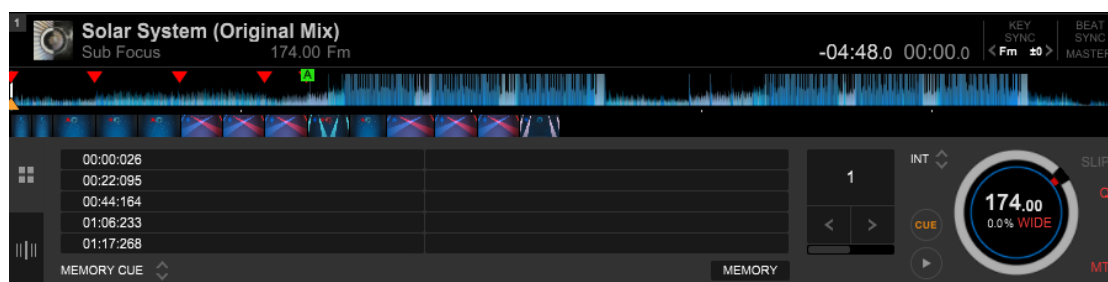 1
Solar System (Original Mix)
Sub Focus 174.00 Fm
-04:48.0 00:00.0
KEY
SYNC
< Fm ±0 >
BEAT
SYNC
MASTER
A
00:00:026
00:22:095
00:44:164
01:06:233
01:17:268
MEMORY CUE
MEMORY
1
< >
INT
CUE
174.00
0.0% WIDE
SLIP
Q
MT